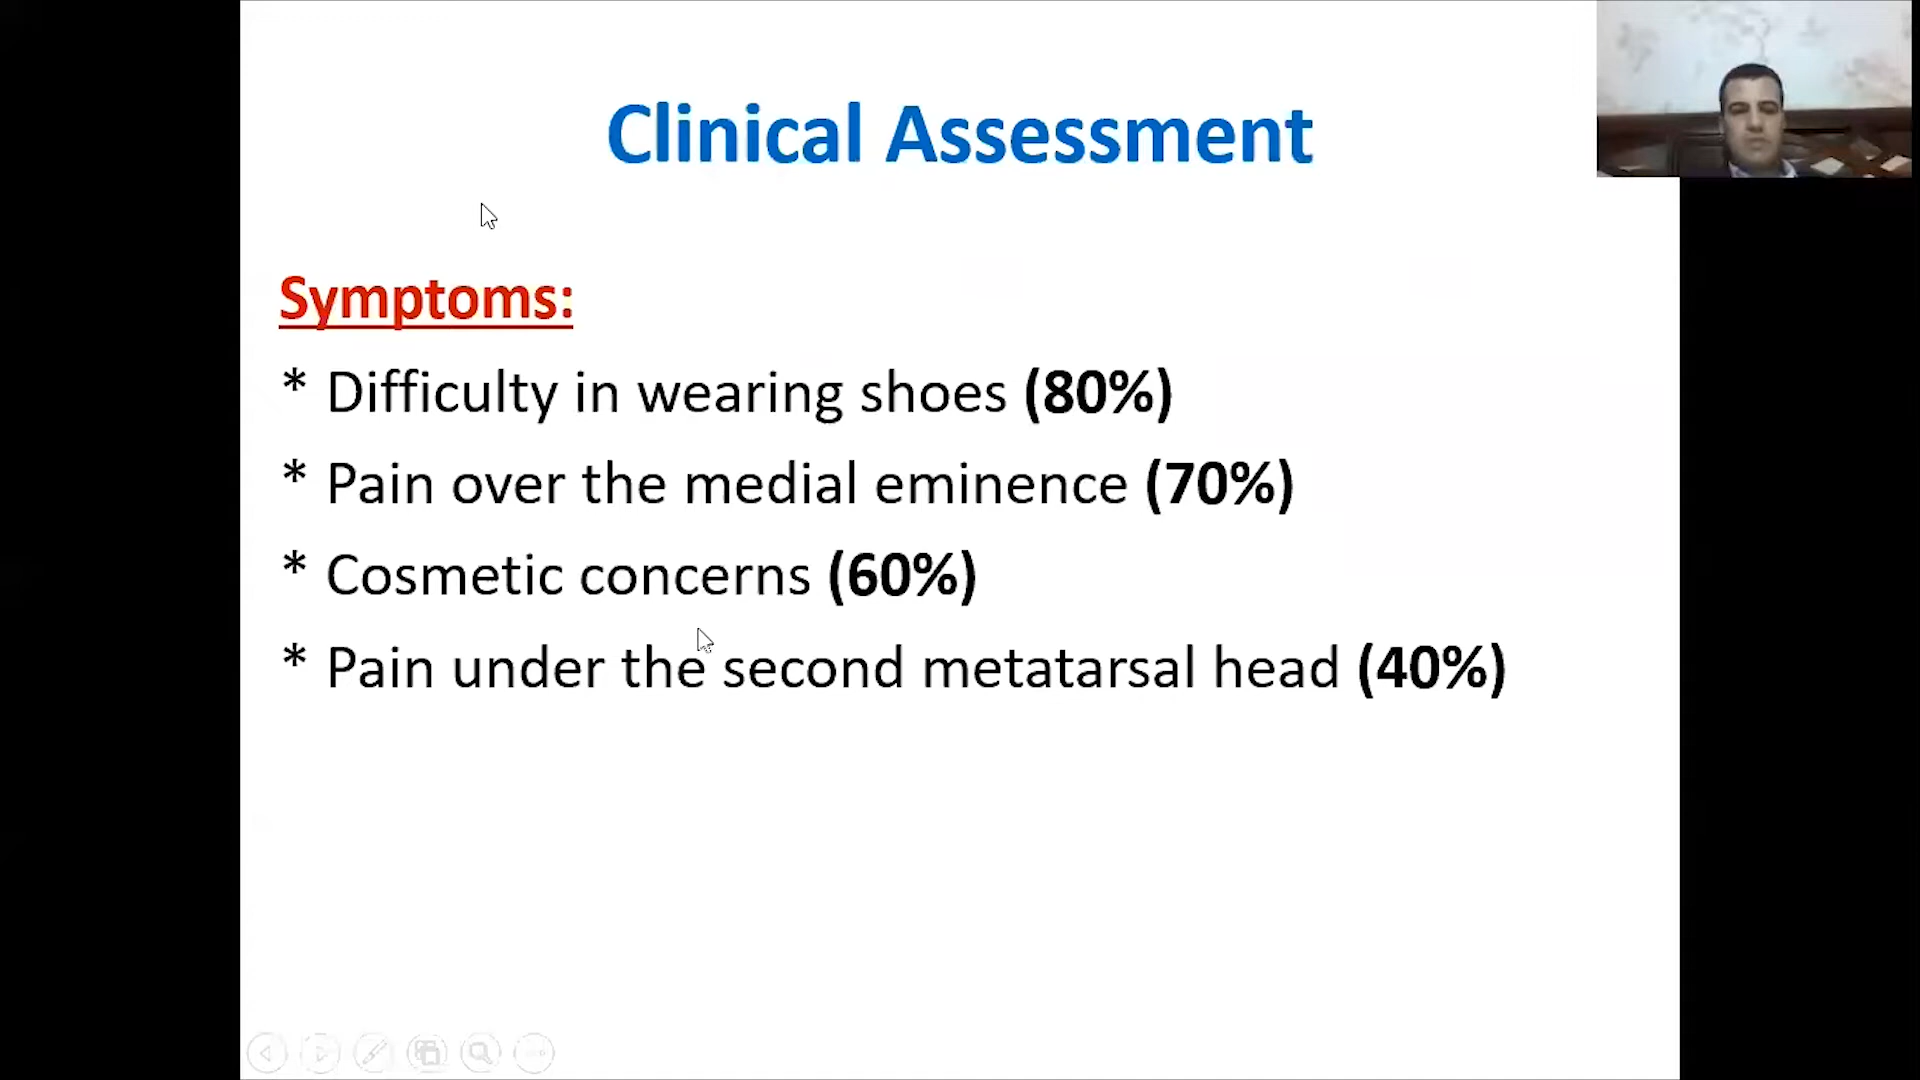 Clinical Assessment
Symptoms:
* Difficulty in wearing shoes (80%)
* Pain over the medial eminence (70%)
* Cosmetic concerns (60%)
* Pain under the second metatarsal head (40%)